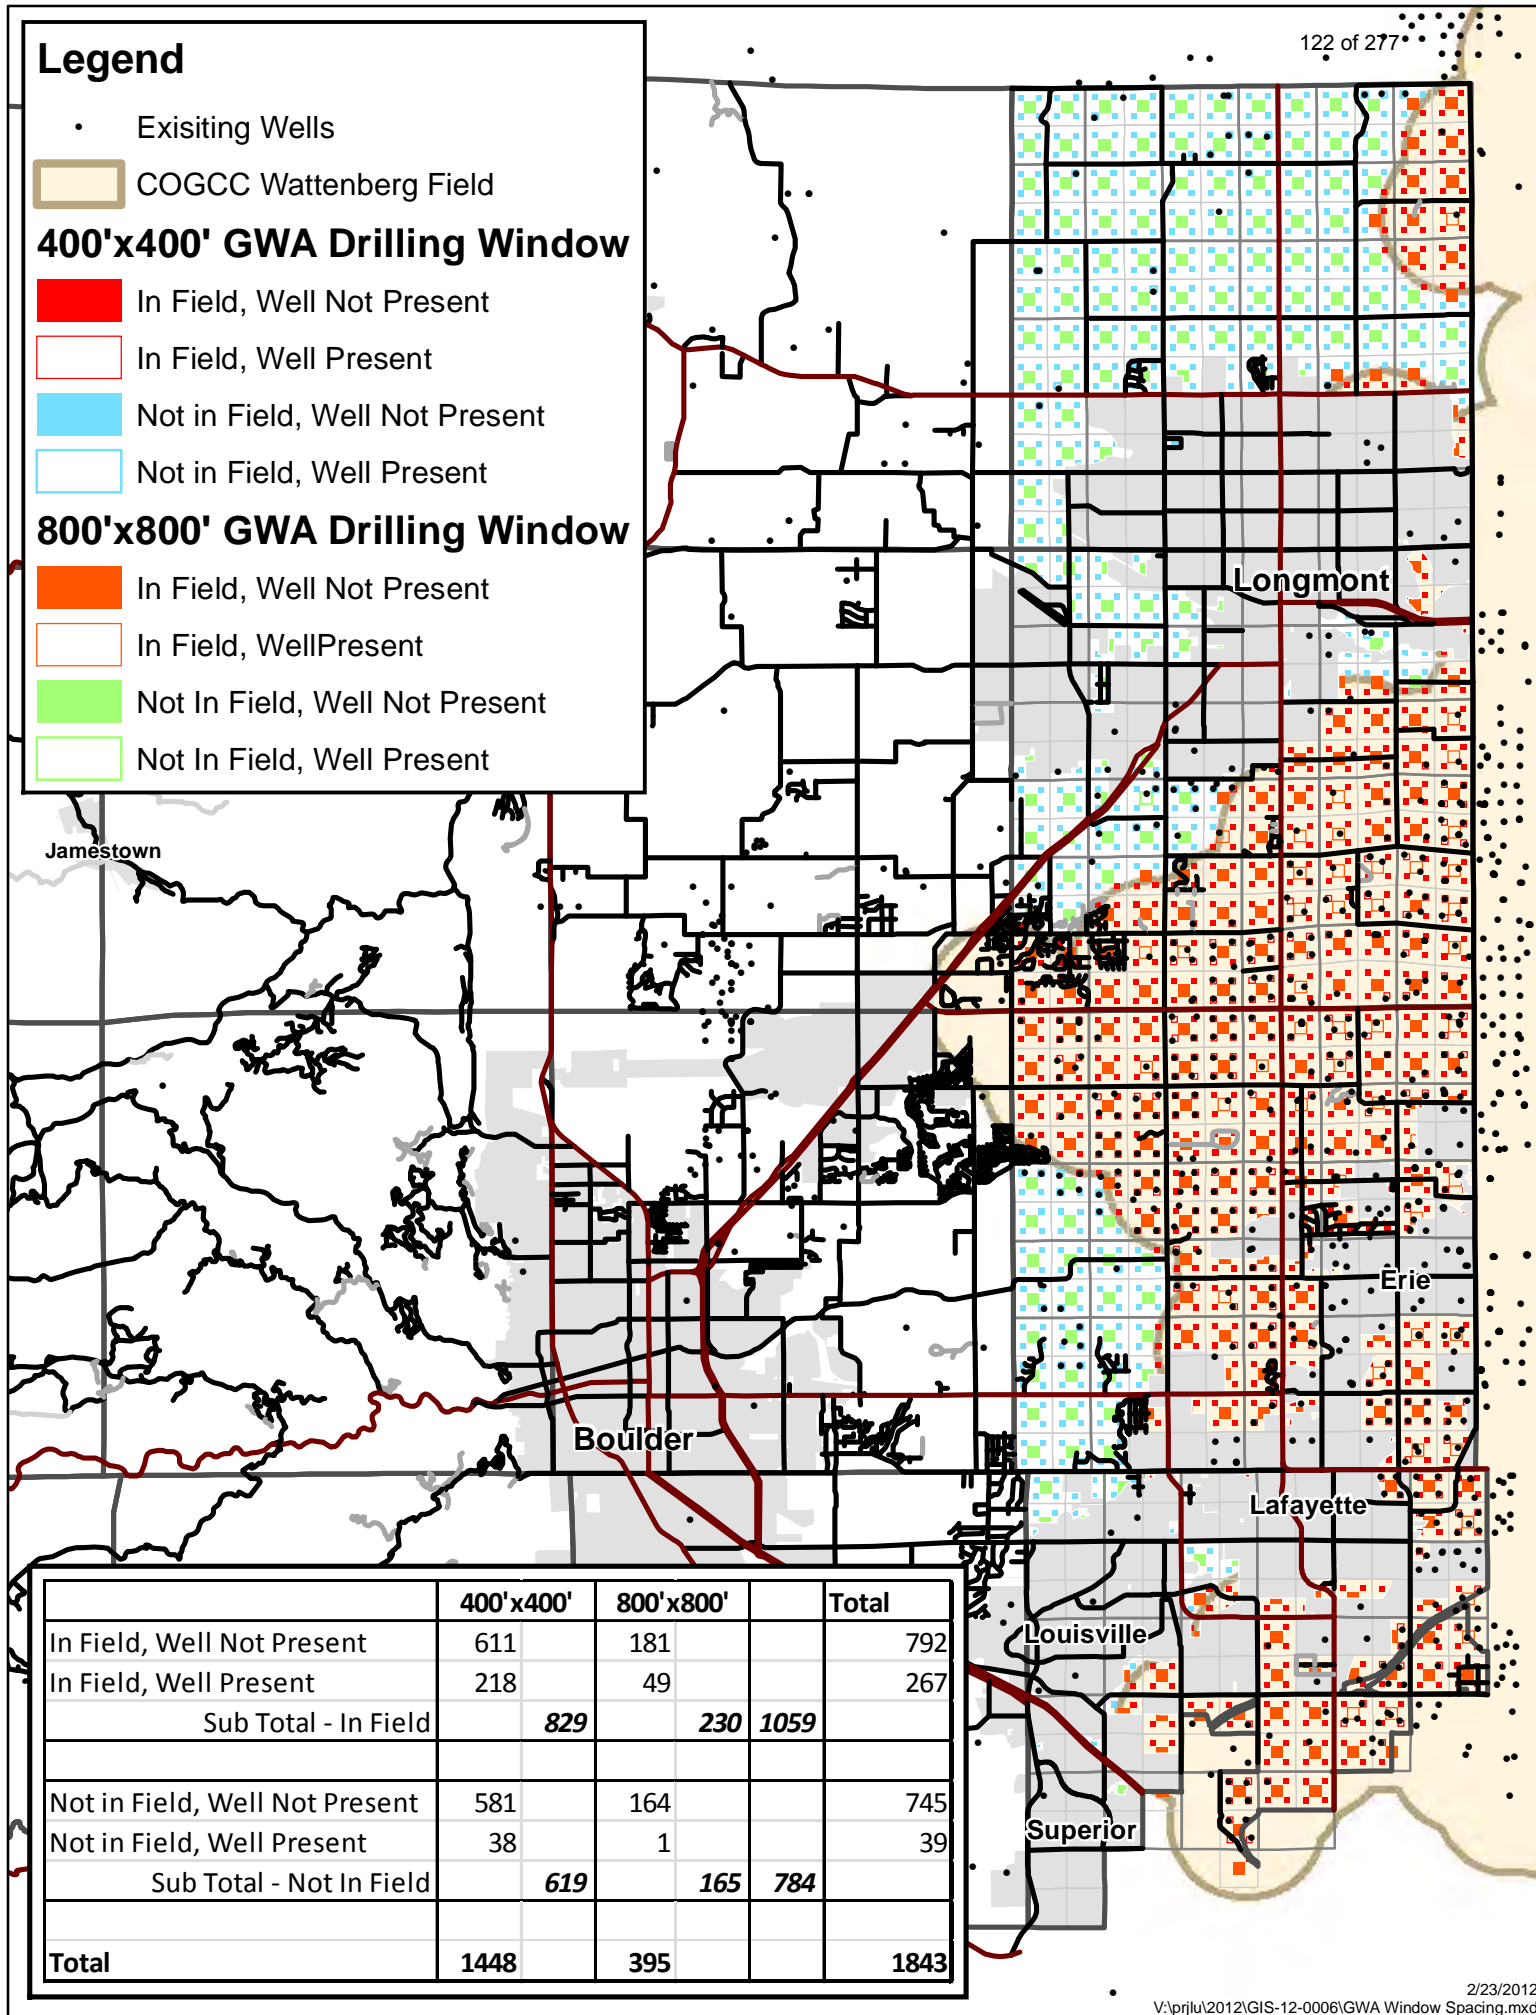 122 of 277
Legend
Exisiting Wells
COGCC Wattenberg Field
400'x400' GWA Drilling Window
In Field, Well Not Present
In Field, Well Present
Not in Field, Well Not Present
Not in Field, Well Present
800'x800' GWA Drilling Window
In Field, Well Not Present
In Field, WellPresent
Not In Field, Well Not Present
Not In Field, Well Present
Longmont
Jamestown
Erie
Boulder
Lafayette
Louisville
Superior
400'x400' 800'x800' Total
In Field, Well Not Present 611 181 792
In Field, Well Present 218 49 267
Sub Total - In Field 829 230 1059
Not in Field, Well Not Present 581 164 745
Not in Field, Well Present 38 1 39
Sub Total - Not In Field 619 165 784
Total 1448 395 1843
2/23/2012
V:\prjlu\2012\GIS-12-0006\GWA Window Spacing.mxd